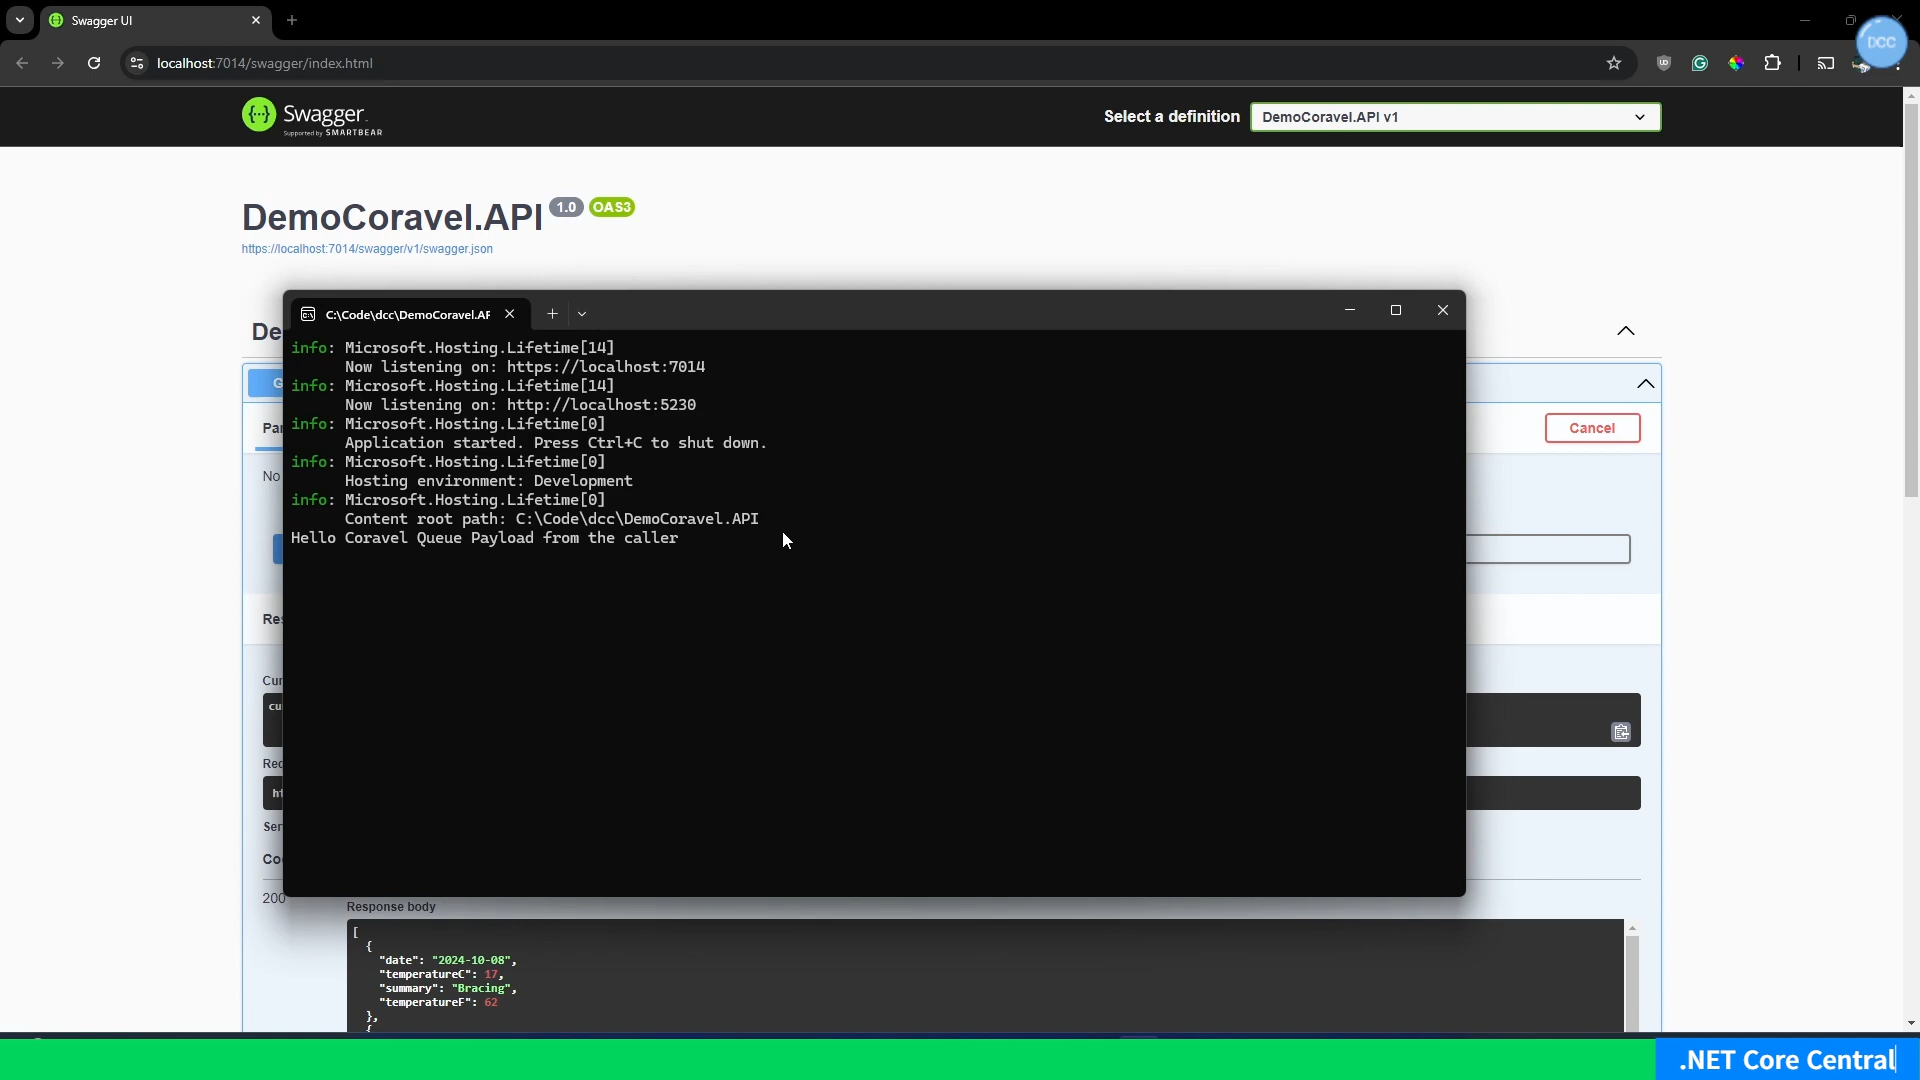 Swagger UI
localhost:7014/swagger/index.html
DCC
Swagger
Supported by SMARTBEAR
Select a definition
DemoCoravel.API v1
DemoCoravel.API
1.0
OAS3
https://localhost:7014/swagger/v1/swagger.json
C:\Code\dcc\DemoCoravel.AF
info: Microsoft.Hosting.Lifetime[14]
Now listening on: https://localhost:7014
info: Microsoft.Hosting.Lifetime[14]
Now listening on: http://localhost:5230
info: Microsoft.Hosting.Lifetime[0]
Application started. Press Ctrl+C to shut down.
info: Microsoft.Hosting.Lifetime[0]
Hosting environment: Development
info: Microsoft.Hosting.Lifetime[0]
Content root path: C:\Code\dcc\DemoCoravel.API
Hello Coravel Queue Payload from the caller
Cancel
No
200
Response body
[
{
"date": "2024-10-08",
"temperatureC": 17,
"summary": "Bracing",
"temperatureF": 62
},
{
.NET Core Central